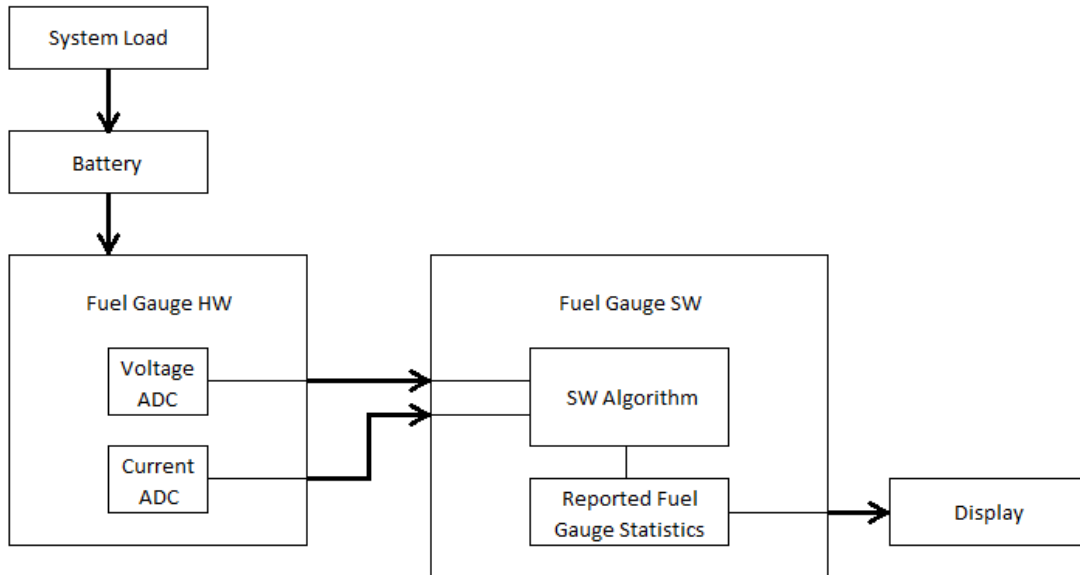 System Load
Battery
Fuel Gauge HW
Voltage
ADC
Current
ADC
Fuel Gauge SW
SW Algorithm
Reported Fuel
Gauge Statistics
Display